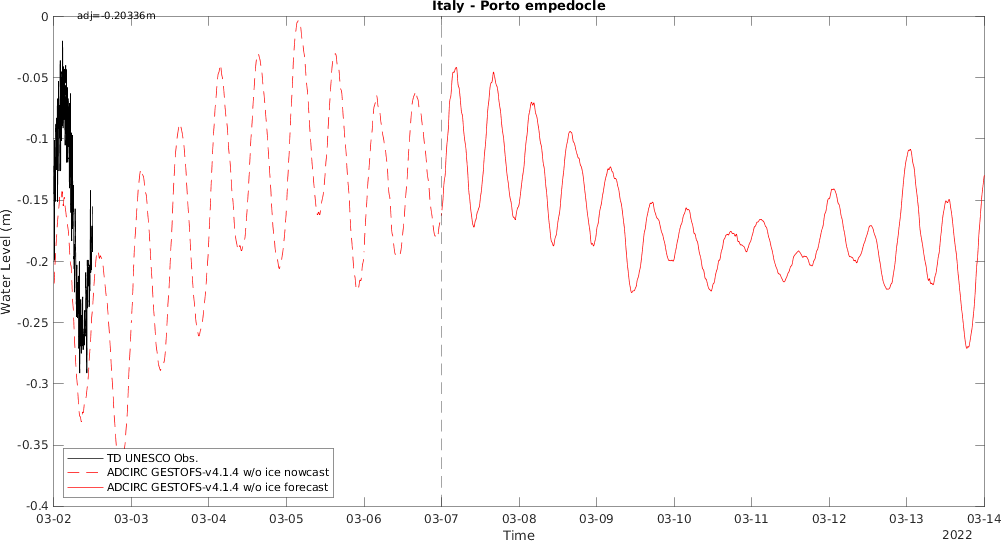 Italy - Porto empedocle
adj=-0.20336m
0
-0.05
-0.1
-0.15
-0.2
-0.25
-0.3
-0.35
-0.4
Water Level (m)
TD UNESCO Obs.
ADCIRC GESTOFS-v4.1.4 w/o ice nowcast
ADCIRC GESTOFS-v4.1.4 w/o ice forecast
03-02 03-03 03-04 03-05 03-06 03-07 03-08 03-09 03-10 03-11 03-12 03-13 03-14
Time
2022